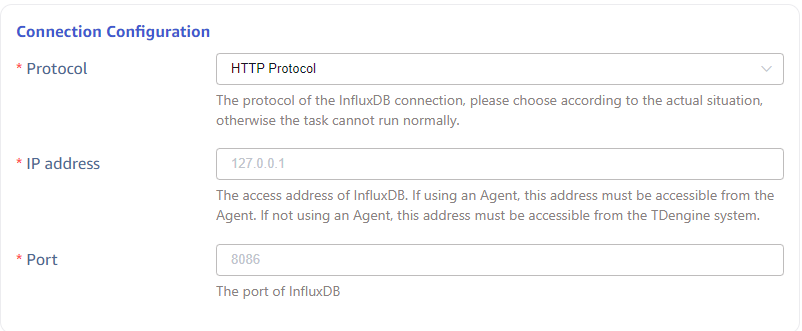 Connection Configuration
* Protocol
HTTP Protocol
The protocol of the InfluxDB connection, please choose according to the actual situation,
otherwise the task cannot run normally.
* IP address
127.0.0.1
The access address of InfluxDB. If using an Agent, this address must be accessible from the
Agent. If not using an Agent, this address must be accessible from the TDengine system.
* Port
8086
The port of InfluxDB